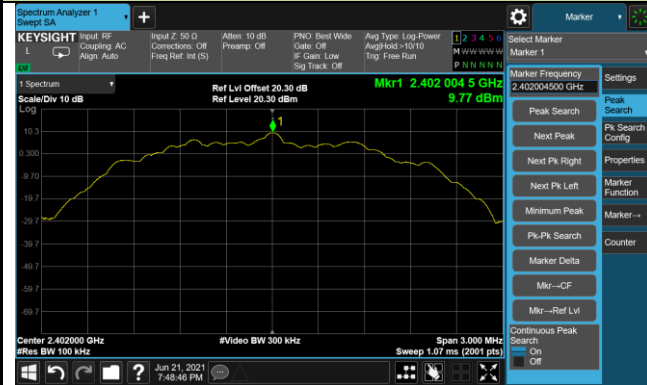 Spectrum Analyzer 1
Swept SA
Marker
KEYSIGHT Input: RF Input Z: 50 Ω Atten: 10 dB PNO: Best Wide Avg Type: Log-Power 1 2 3 4 5 6
L Coupling: AC Corrections: Off Preamp: Off Gate: Off Avg|Hold:>10/10 M W W W W W
Align: Auto Freq Ref: Int (S) IF Gain: Low Trig: Free Run P N N N N N
Sig Track: Off
Select Marker
Marker 1
1 Spectrum
Ref Lvl Offset 20.30 dB Mkr1 2.402 004 5 GHz
Scale/Div 10 dB Ref Level 20.30 dBm 9.77 dBm
Log
1
10.3
0.300
-9.70
-19.7
-29.7
-39.7
-49.7
-59.7
-69.7
Center 2.402000 GHz #Video BW 300 kHz Span 3.000 MHz
#Res BW 100 kHz Sweep 1.07 ms (2001 pts)
Marker Frequency
2.402004500 GHz
Peak Search
Next Peak
Next Pk Right
Next Pk Left
Minimum Peak
Pk-Pk Search
Marker Delta
Mkr→CF
Mkr→Ref Lvl
Continuous Peak
Search
On
Off
Settings
Peak
Search
Pk Search
Config
Properties
Marker
Function
Marker→
Counter
Jun 21, 2021
7:48:46 PM